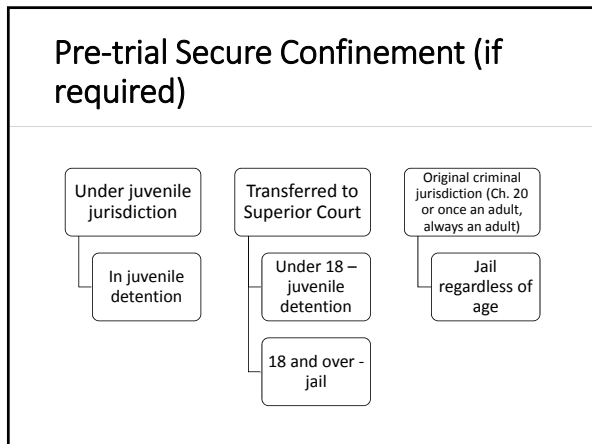 Pre-trial Secure Confinement (if
required)
Under juvenile
jurisdiction
In juvenile
detention
Transferred to
Superior Court
Under 18 –
juvenile
detention
18 and over -
jail
Original criminal
jurisdiction (Ch. 20
or once an adult,
always an adult)
Jail
regardless of
age